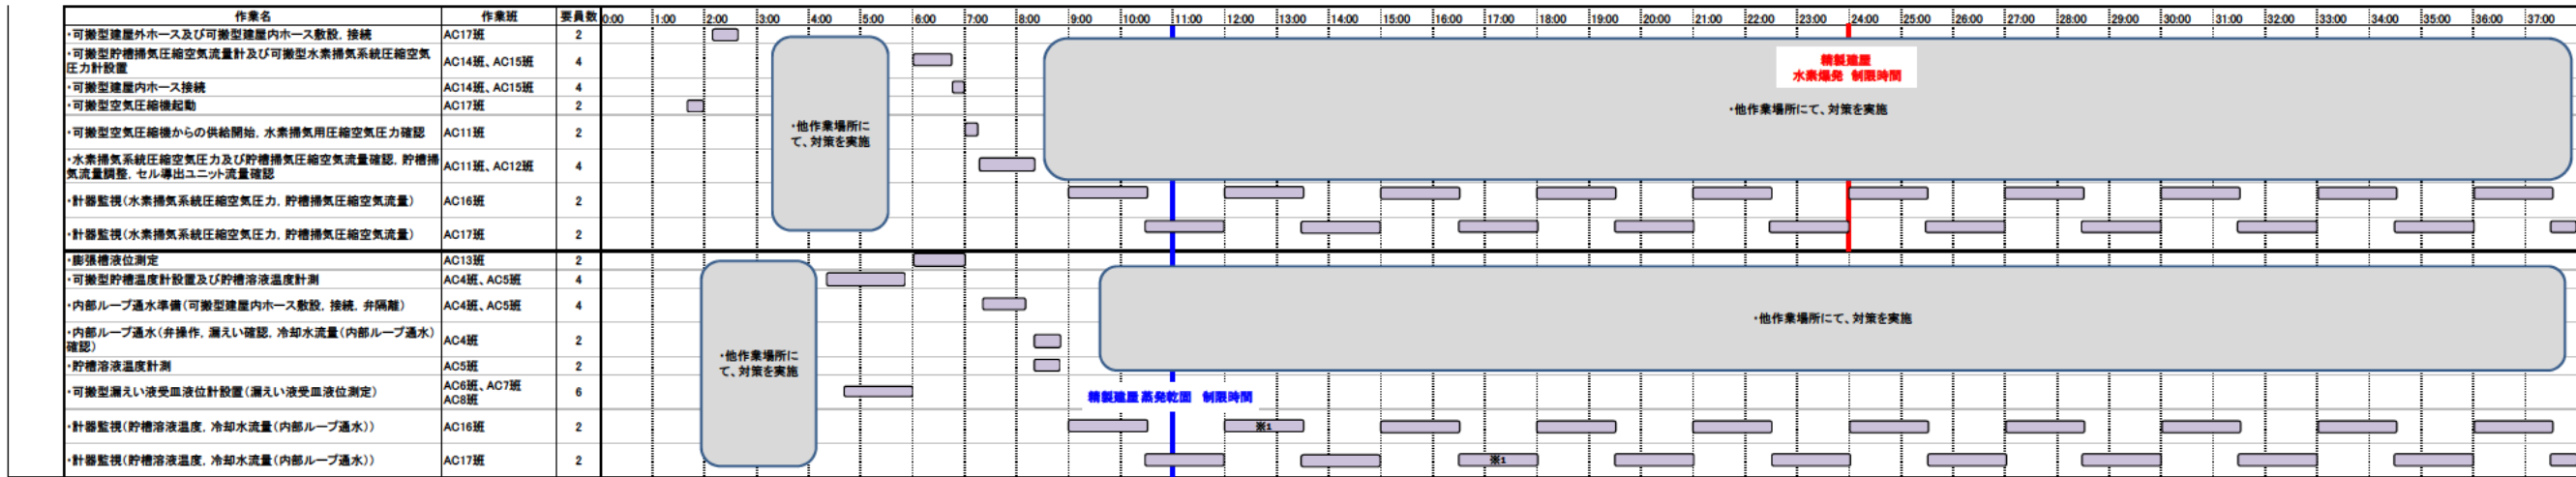 作業名 作業班 要員数 0:00 1:00 2:00 3:00 4:00 5:00 6:00 7:00 8:00 9:00 10:00 11:00 12:00 13:00 14:00 15:00 16:00 17:00 18:00 19:00 20:00 21:00 22:00 23:00 24:00 25:00 26:00 27:00 28:00 29:00 30:00 31:00 32:00 33:00 34:00 35:00 36:00 37:00
・可搬型建屋外ホース及び可搬型建屋内ホース敷設，接続 AC17班 2
・可搬型貯槽掃気圧縮空気流量計及び可搬型水素掃気系統圧縮空気
圧力計設置 AC14班、AC15班 4
・可搬型建屋内ホース接続 AC14班、AC15班 4
・可搬型空気圧縮機起動 AC17班 2
・可搬型空気圧縮機からの供給開始，水素掃気用圧縮空気圧力確認 AC11班 2
・水素掃気系統圧縮空気圧力及び貯槽掃気圧縮空気流量確認，貯槽掃
気流量調整，セル導出ユニット流量確認 AC11班、AC12班 4
・計器監視（水素掃気系統圧縮空気圧力，貯槽掃気圧縮空気流量） AC16班 2
・計器監視（水素掃気系統圧縮空気圧力，貯槽掃気圧縮空気流量） AC17班 2
・他作業場所に
て、対策を実施
精製建屋
水素爆発 制限時間
・他作業場所にて、対策を実施
・膨張槽液位測定 AC13班 2
・可搬型貯槽温度計設置及び貯槽溶液温度計測 AC4班、AC5班 4
・内部ループ通水準備（可搬型建屋内ホース敷設，接続，弁隔離） AC4班、AC5班 4
・内部ループ通水（弁操作，漏えい確認，冷却水流量（内部ループ通水）
確認） AC4班 2
・貯槽溶液温度計測 AC5班 2
・可搬型漏えい液受皿液位計設置（漏えい液受皿液位測定） AC6班、AC7班
AC8班 6
・計器監視（貯槽溶液温度，冷却水流量（内部ループ通水）） AC16班 2
・計器監視（貯槽溶液温度，冷却水流量（内部ループ通水）） AC17班 2
・他作業場所に
て、対策を実施
・他作業場所にて、対策を実施
精製建屋 蒸発乾固 制限時間
※1
※1